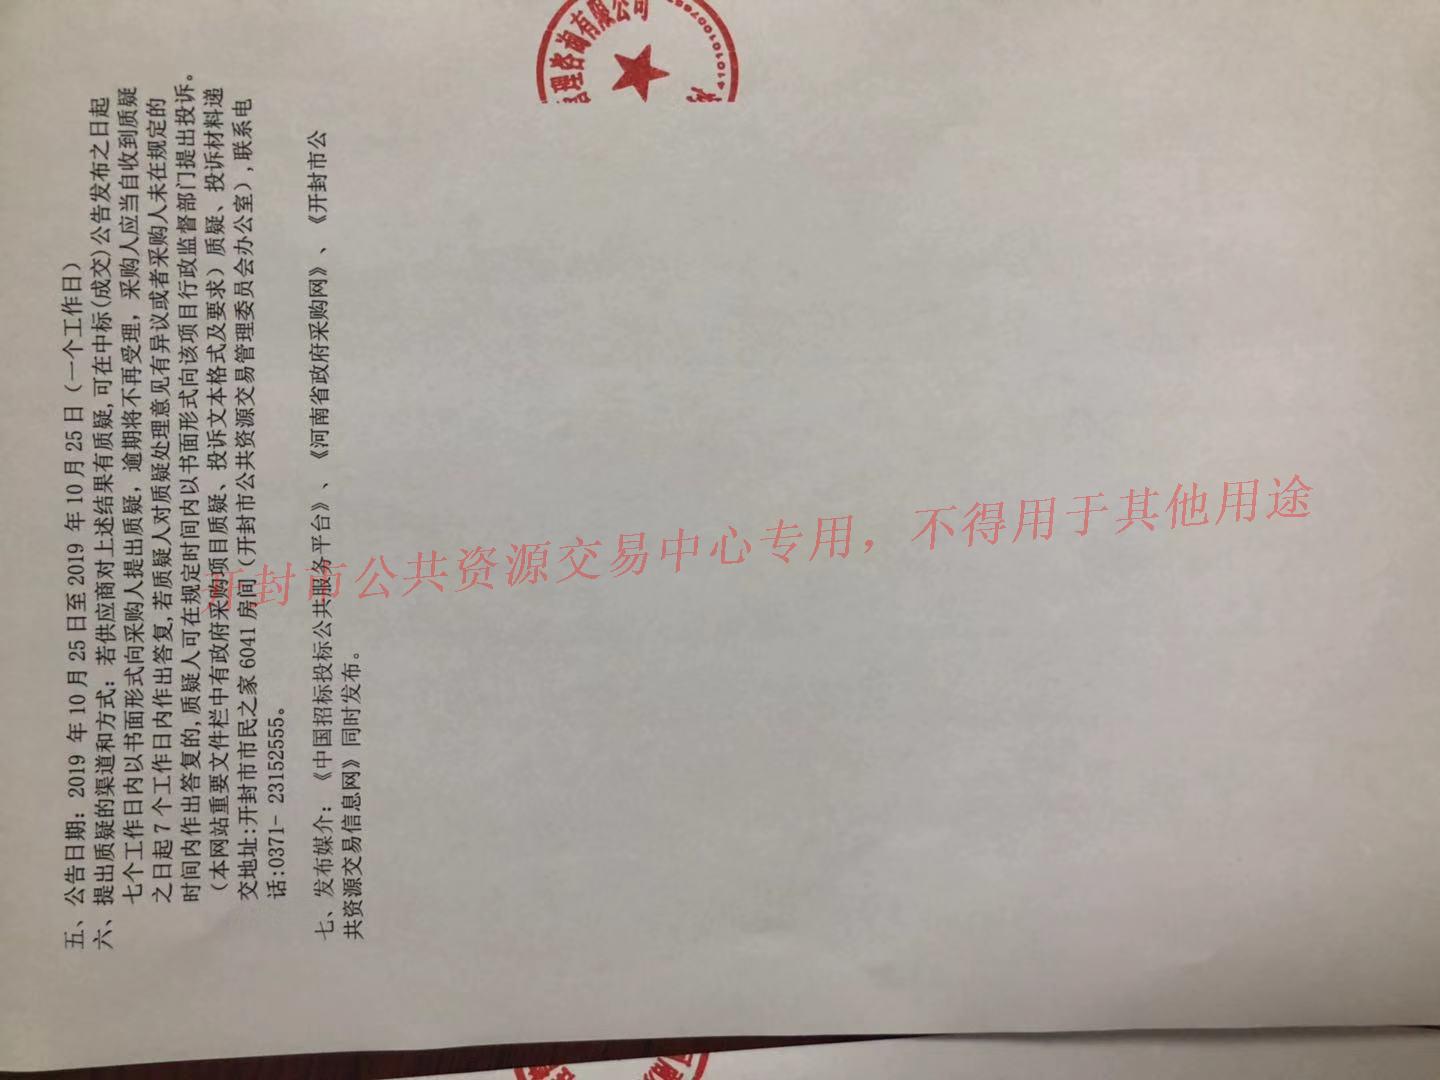 五、公告日期：2019 年 10 月 25 日至 2019 年 10 月 25 日（一个工作日）
六、提出质疑的渠道和方式：若供应商对上述结果有质疑,可在中标(成交)公告发布之日起
七个工作日内以书面形式向采购人提出质疑，逾期将不再受理，采购人应当自收到质疑
之日起 7 个工作日内作出答复,若质疑人对质疑处理意见有异议或者采购人未在规定的
时间内作出答复的,质疑人可在规定时间内以书面形式向该项目行政监督部门提出投诉。
（本网站重要文件栏中有政府采购项目质疑、投诉文本格式及要求）质疑、投诉材料递
交地址:开封市市民之家 6041 房间（开封市公共资源交易管理委员会办公室）,联系电
话:0371- 23152555。
七、发布媒介：《中国招标投标公共服务平台》、《河南省政府采购网》、《开封市公
共资源交易信息网》同时发布。
开封市公共资源交易中心专用，不得用于其他用途
理咨询有限公司